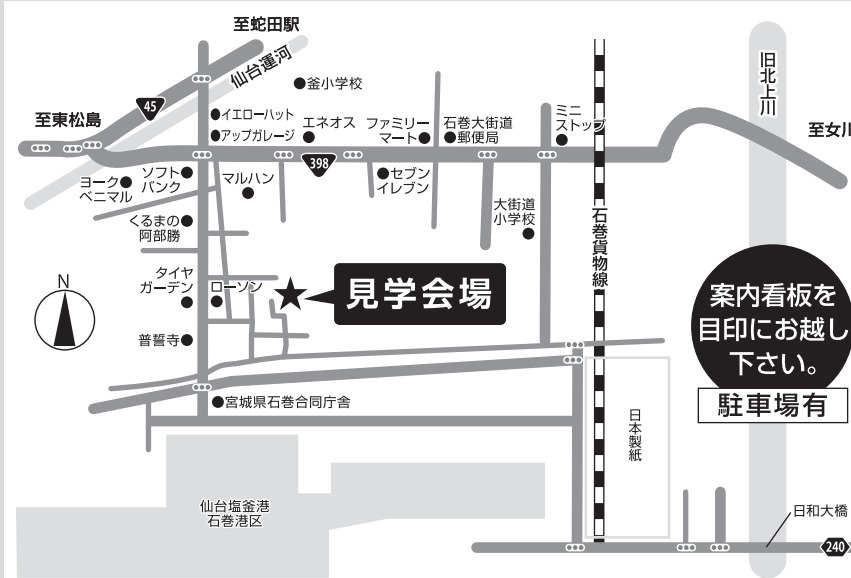 至蛇田駅
仙台運河
釜小学校
旧北上川
45
イエローハット
アップガレージ
エネオス
ファミリー
マート
石巻大街道
郵便局
ミニ
ストップ
至東松島
至女川
398
ヨーク
ベニマル
ソフト
バンク
マルハン
セブン
イレブン
くるまの
阿部勝
大街道
小学校
石巻貨物線
N
タイヤ
ガーデン
ローソン
見学会場
案内看板を
目印にお越し
下さい。
駐車場有
普誓寺
宮城県石巻合同庁舎
日本製紙
仙台塩釜港
石巻港区
日和大橋
240